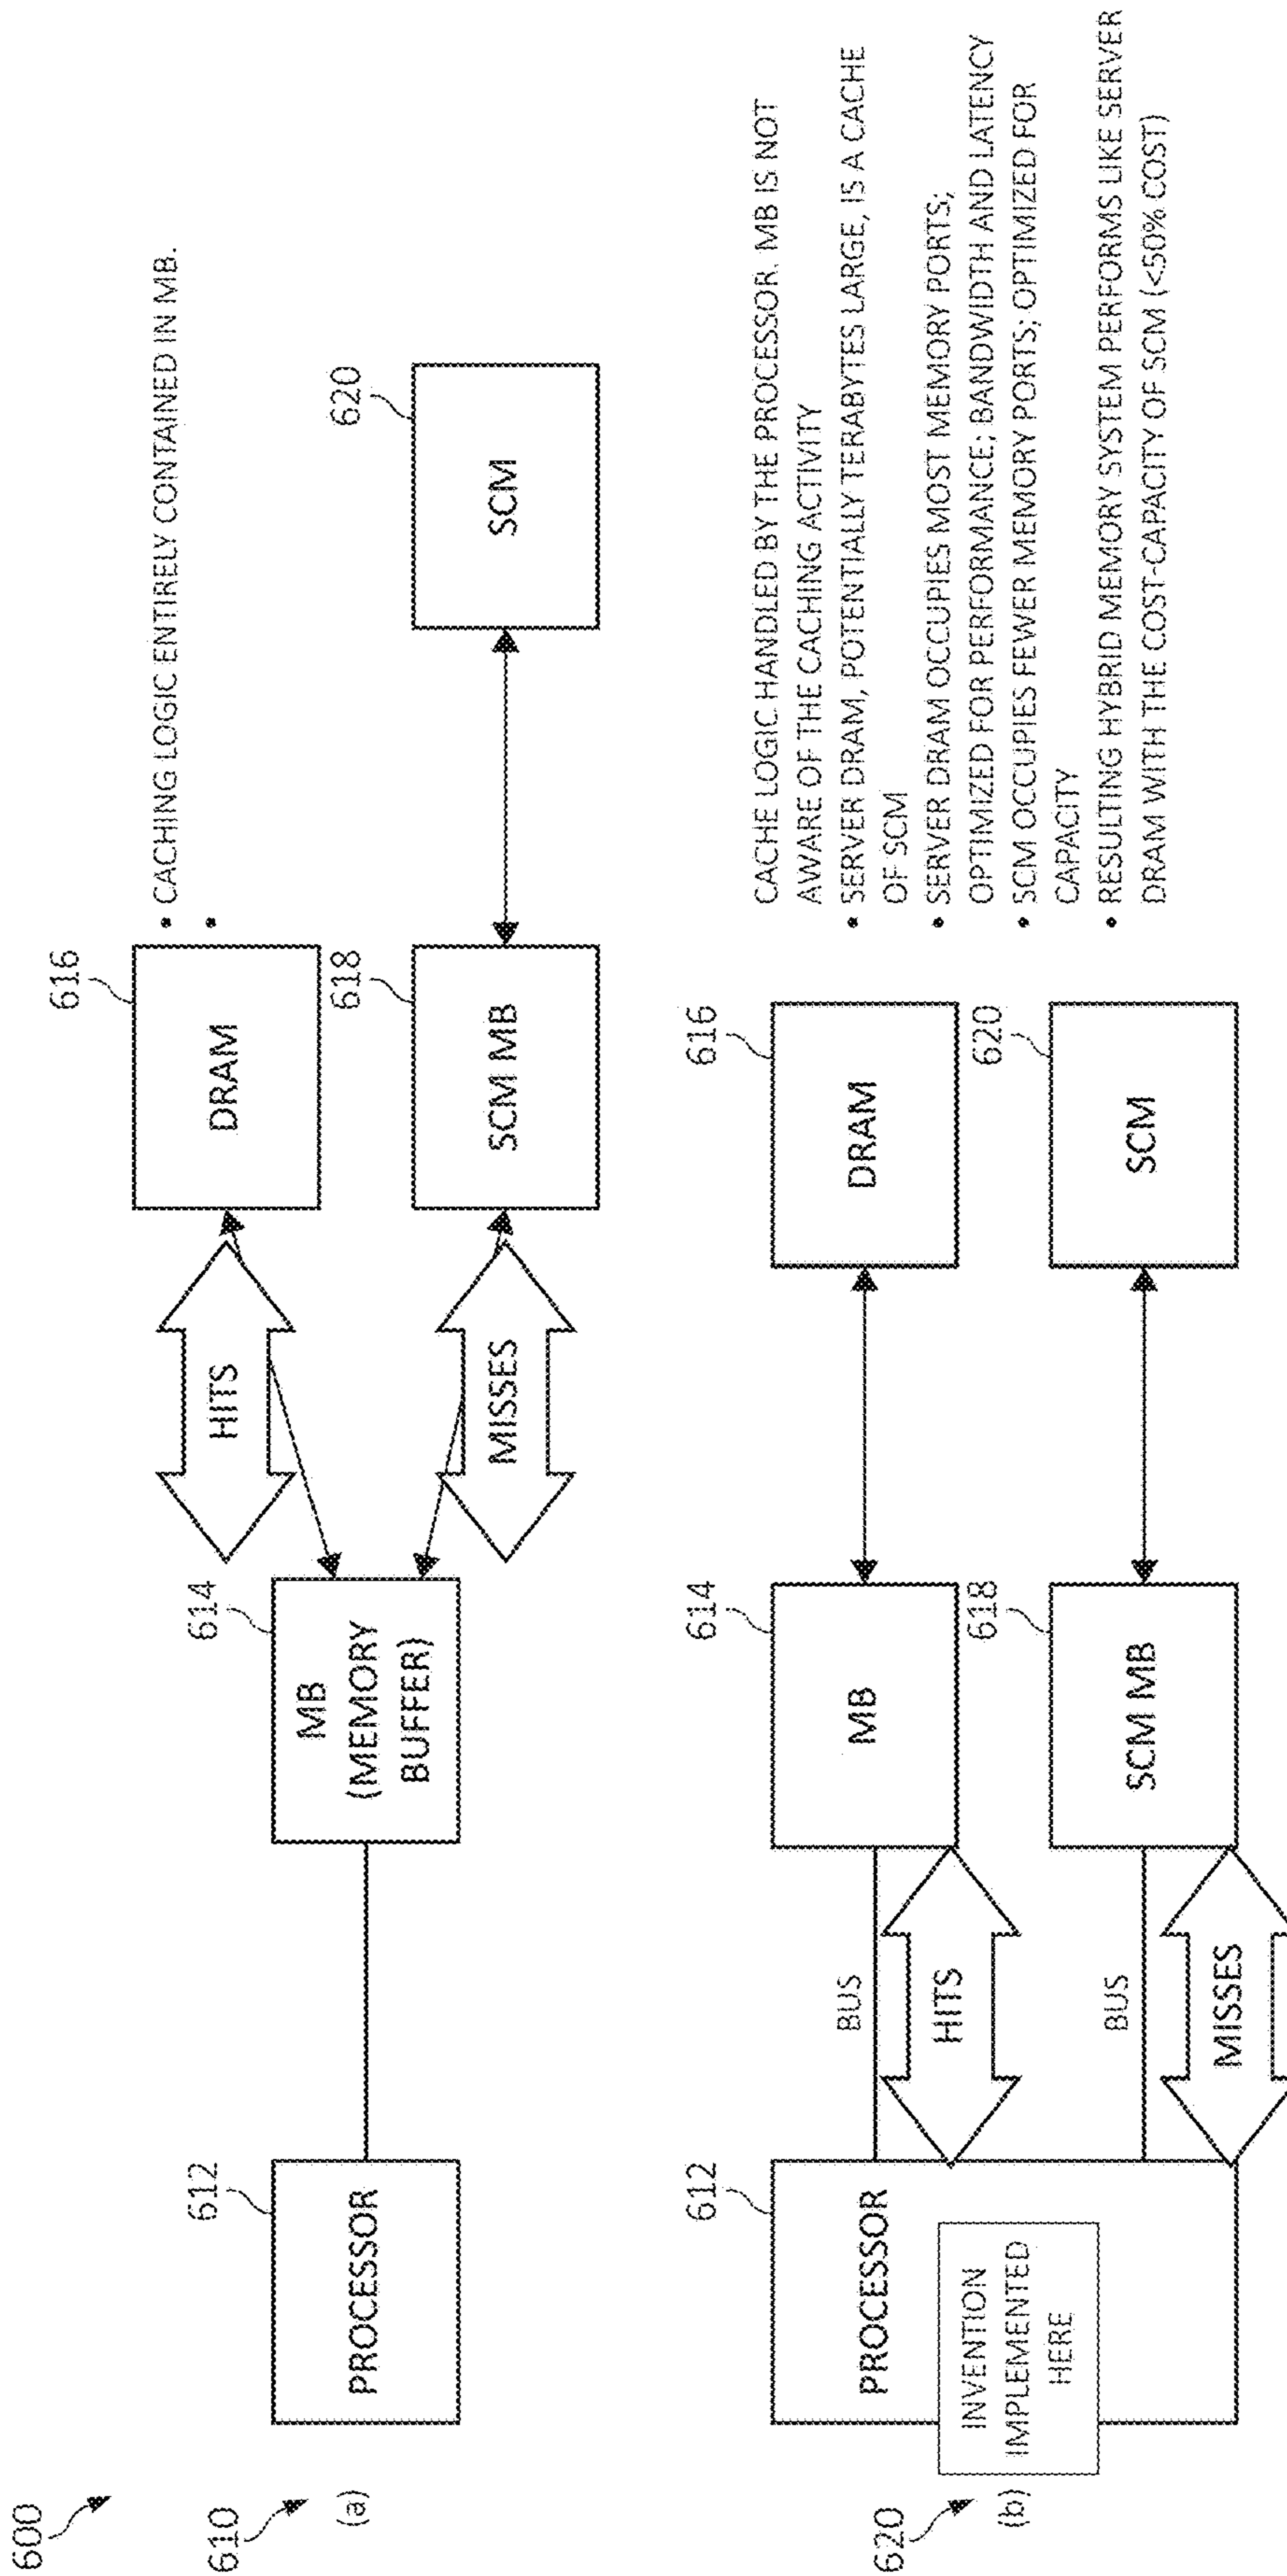 600
610
(a)
PROCESSOR
612
MB
(MEMORY
BUFFER)
614
HITS
MISSES
DRAM
616
SCM MB
618
SCM
620
• CACHING LOGIC ENTIRELY CONTAINED IN MB.
•
620
(b)
PROCESSOR
612
INVENTION
IMPLEMENTED
HERE
BUS
HITS
BUS
MISSES
MB
614
SCM MB
618
DRAM
616
SCM
620
CACHE LOGIC HANDLED BY THE PROCESSOR. MB IS NOT
AWARE OF THE CACHING ACTIVITY
• SERVER DRAM, POTENTIALLY TERABYTES LARGE, IS A CACHE
OF SCM
• SERVER DRAM OCCUPIES MOST MEMORY PORTS;
OPTIMIZED FOR PERFORMANCE; BANDWIDTH AND LATENCY
• SCM OCCUPIES FEWER MEMORY PORTS; OPTIMIZED FOR
CAPACITY
• RESULTING HYBRID MEMORY SYSTEM PERFORMS LIKE SERVER
DRAM WITH THE COST-CAPACITY OF SCM (<50% COST)